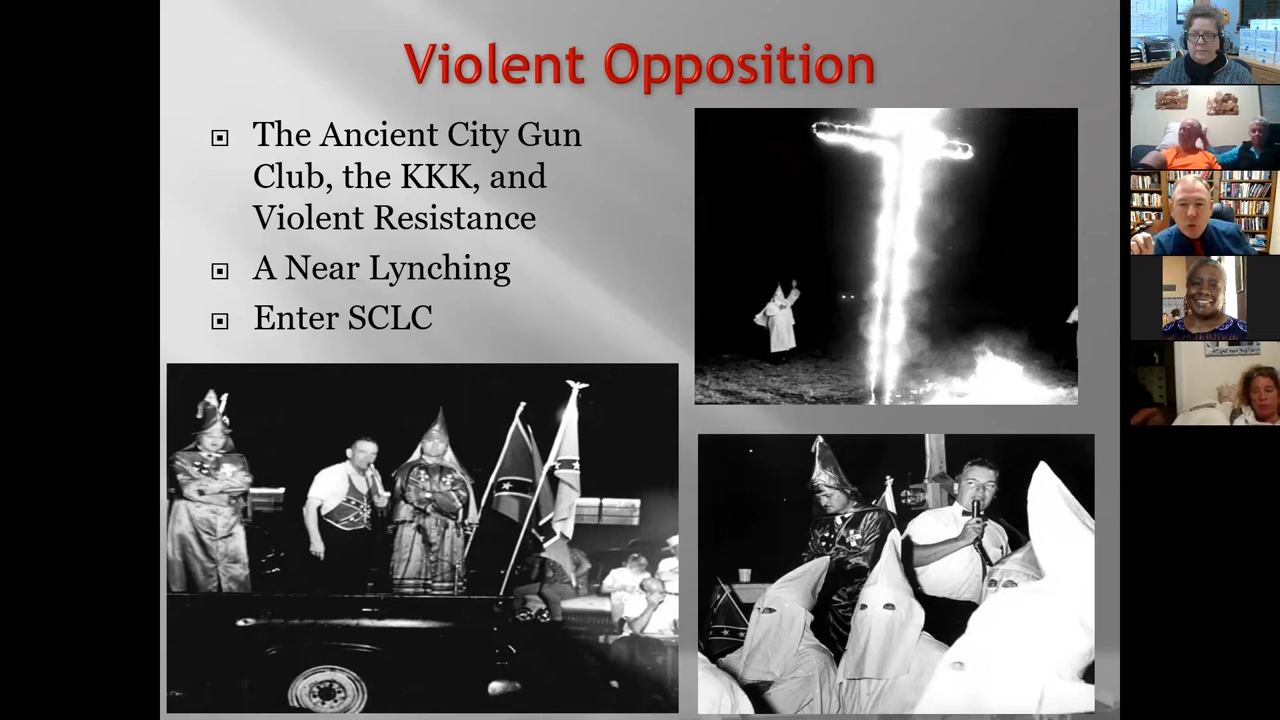 Violent Opposition
The Ancient City Gun
Club, the KKK, and
Violent Resistance
A Near Lynching
Enter SCLC